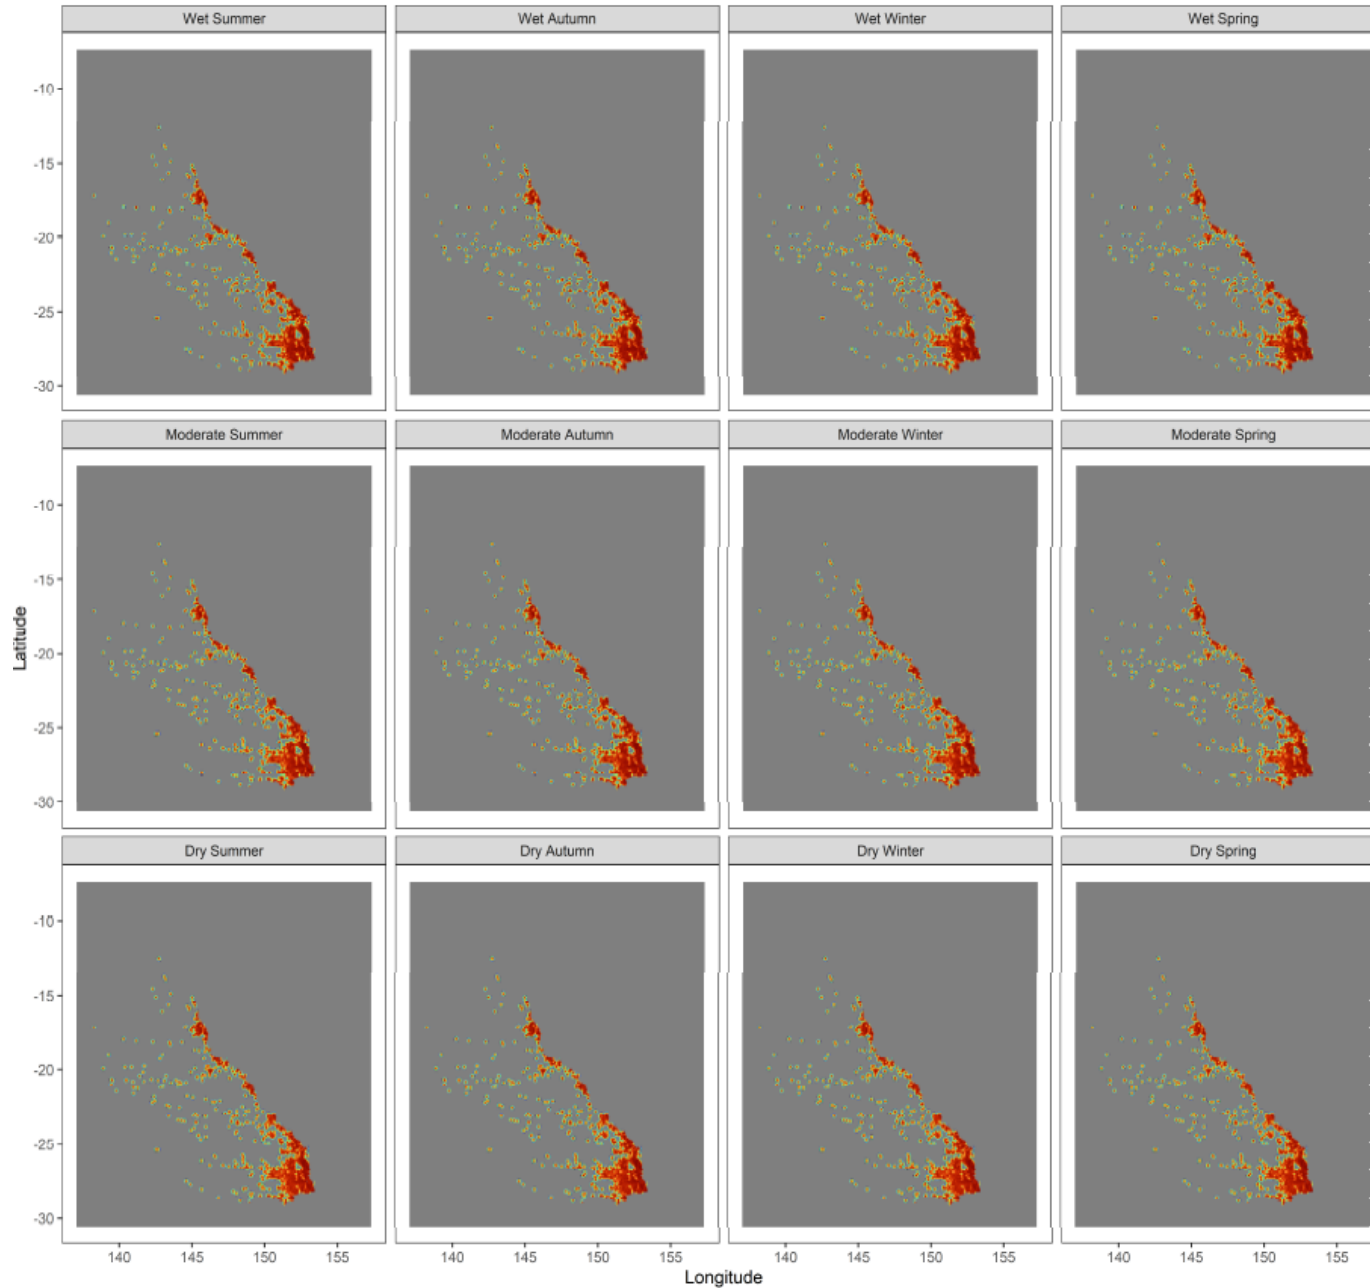 Wet Summer Wet Autumn Wet Winter Wet Spring
-10
-15
-20
-25
-30
Moderate Summer Moderate Autumn Moderate Winter Moderate Spring
-10
-15
-20
-25
-30
Latitude
Dry Summer Dry Autumn Dry Winter Dry Spring
-10
-15
-20
-25
-30
140 145 150 155 140 145 150 155 140 145 150 155 140 145 150 155
Longitude